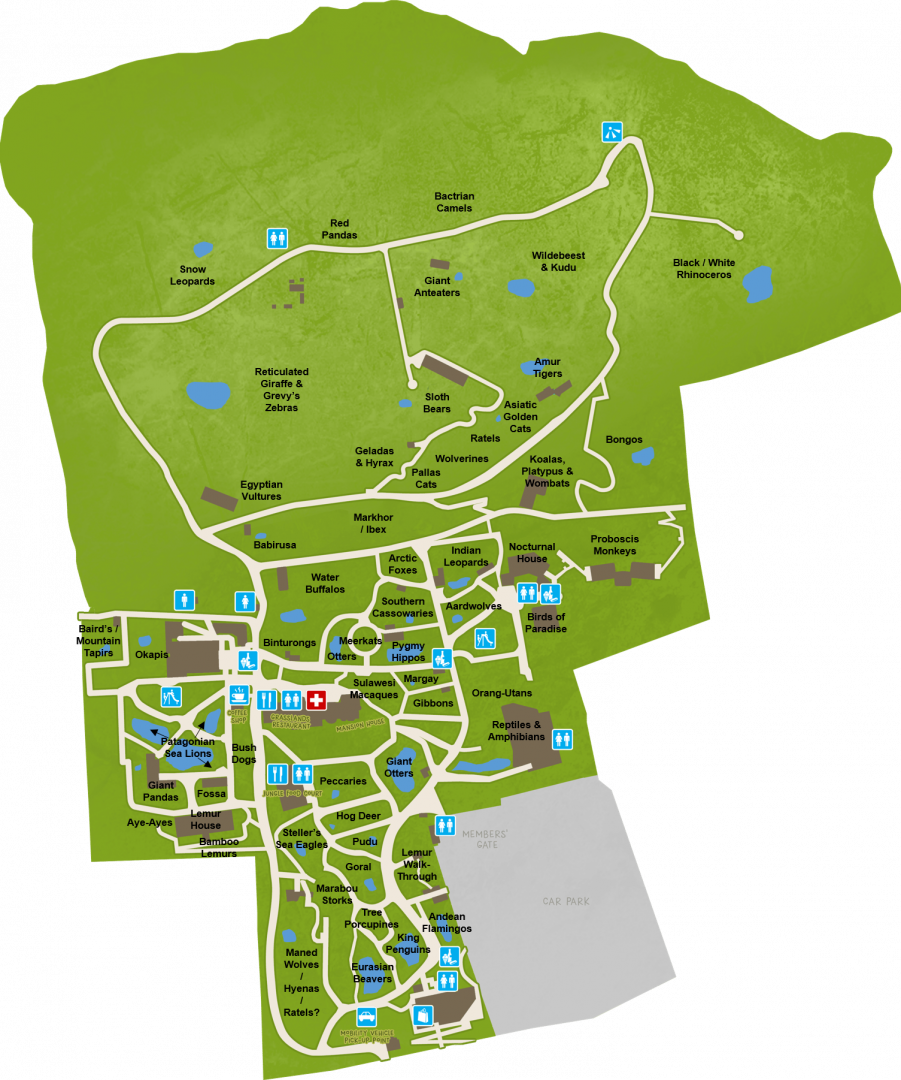 Bactrian
Camels
Red
Pandas
Wildebeest
& Kudu
Black / White
Rhinoceros
Snow
Leopards
Giant
Anteaters
Amur
Tigers
Reticulated
Giraffe &
Grevy's
Zebras
Sloth
Bears
Asiatic
Golden
Cats
Ratels
Bongos
Geladas
& Hyrax
Wolverines
Koalas,
Platypus &
Wombats
Pallas
Cats
Egyptian
Vultures
Markhor
/ Ibex
Babirusa
Proboscis
Monkeys
Nocturnal
House
Indian
Leopards
Arctic
Foxes
Water
Buffalos
Southern
Cassowaries
Aardwolves
Birds of
Paradise
Baird's /
Mountain
Tapirs
Okapis
Binturongs
Meerkats
Otters
Pygmy
Hippos
Sulawesi
Macaques
Margay
Gibbons
Orang-Utans
COFFEE
SHOP
GRASSLANDS
RESTAURANT
MANSION HOUSE
Reptiles &
Amphibians
Patagonian
Sea Lions
Bush
Dogs
Giant
Otters
Peccaries
JUNGLE FOOD COURT
Giant
Pandas
Fossa
Aye-Ayes
Lemur
House
Bamboo
Lemurs
Hog Deer
Steller's
Sea Eagles
Pudu
MEMBERS'
GATE
Goral
Lemur
Walk-
Through
Marabou
Storks
CAR PARK
Tree
Porcupines
Andean
Flamingos
King
Penguins
Maned
Wolves
/
Hyenas
/
Ratels?
Eurasian
Beavers
MOBILITY VEHICLE
PICK-UP POINT